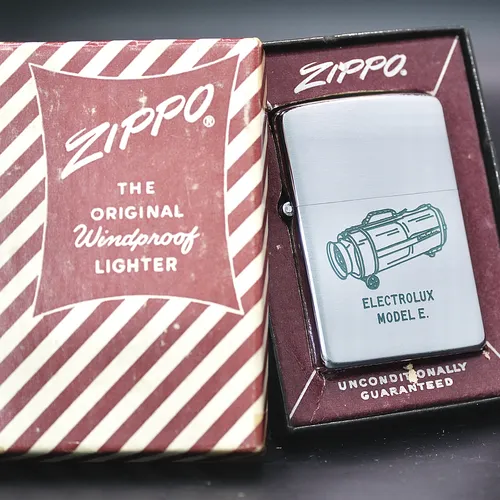 ZIPPO®
THE
ORIGINAL
Windproof
LIGHTER
ZIPPO.
ELECTROLUX
MODEL E.
UNCONDITIONALLY
GUARANTEED